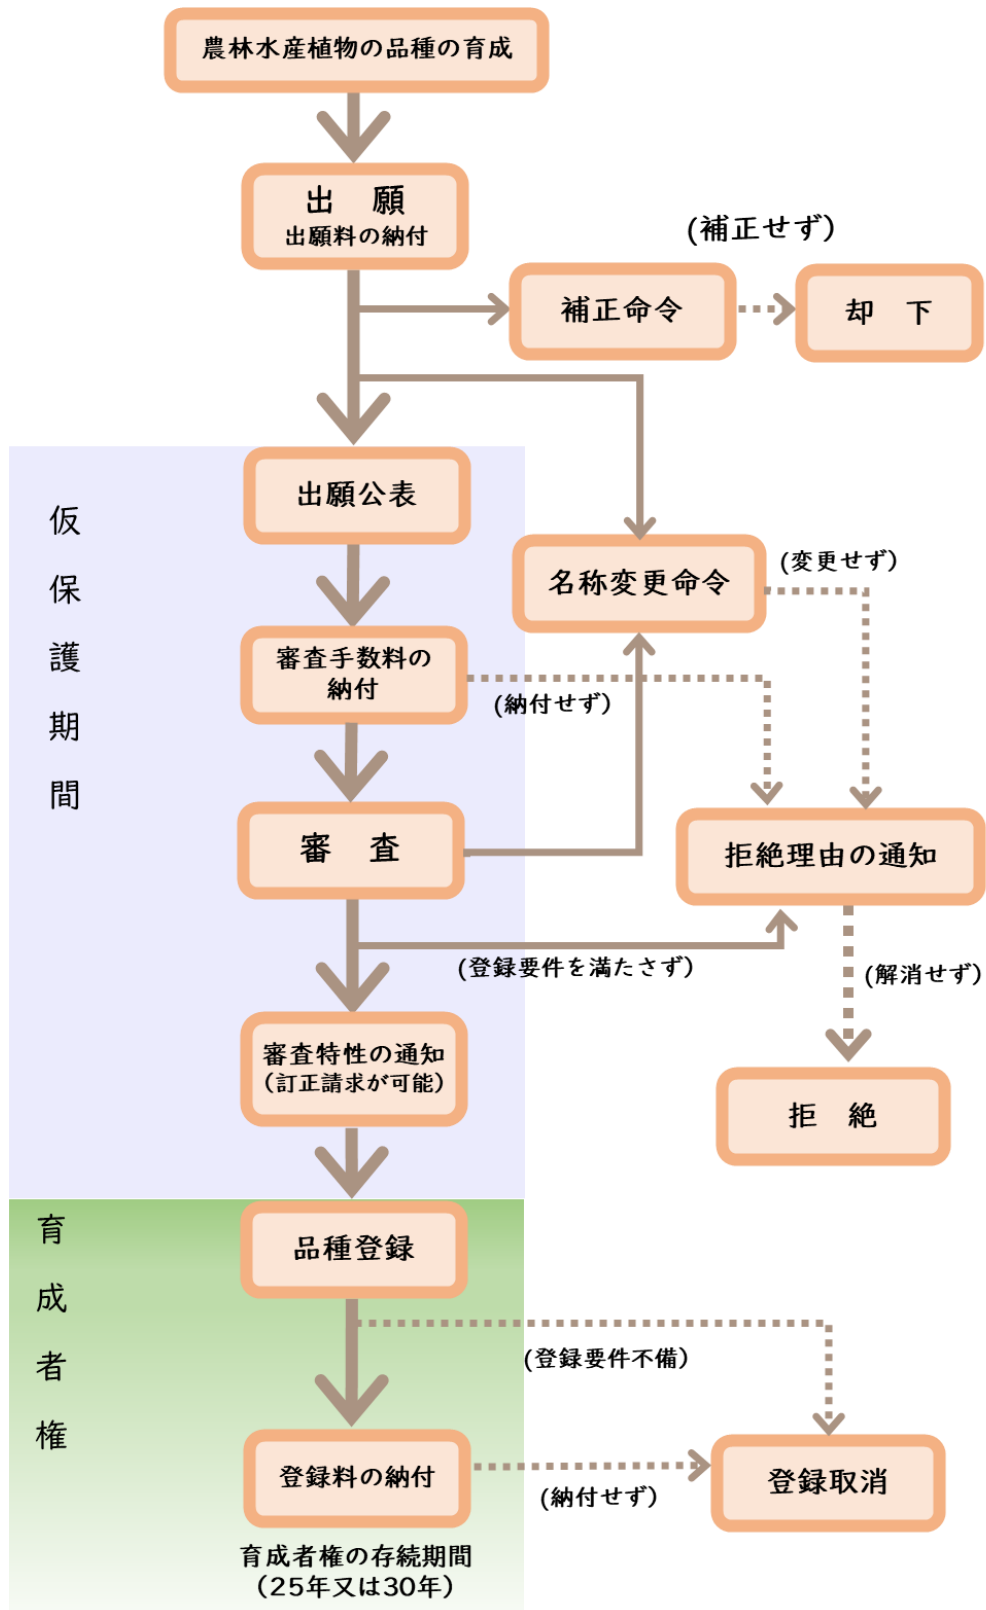 農林水産植物の品種の育成
出　願
出願料の納付
(補正せず)
補正命令
却　下
仮保護期間
出願公表
名称変更命令
(変更せず)
審査手数料の
納付
(納付せず)
審　査
拒絶理由の通知
(登録要件を満たさず)
(解消せず)
審査特性の通知
(訂正請求が可能)
拒　絶
育成者権
品種登録
(登録要件不備)
登録料の納付
(納付せず)
登録取消
育成者権の存続期間
(25年又は30年)